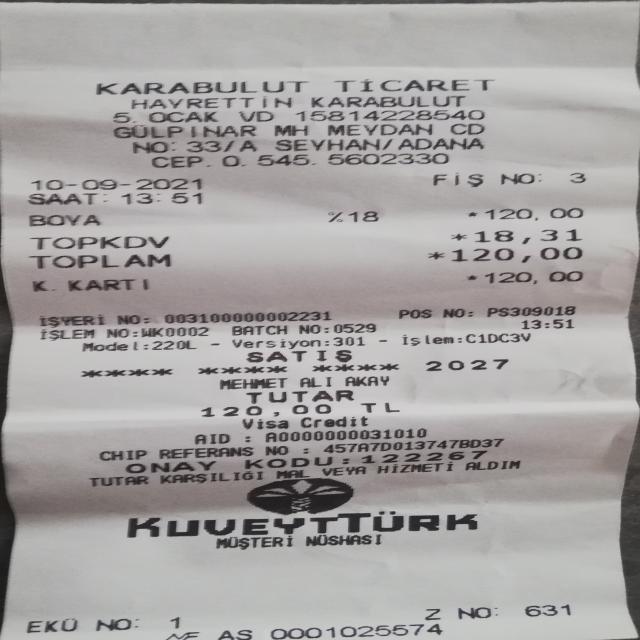 KARABULUT TİCARET
HAYRETTİN KARABULUT
5. OCAK VD 15814228540
GÜLPINAR MH MEYDAN CD
NO: 33/A SEYHAN/ADANA
CEP. 0. 545. 5602330
10-09-2021 FİŞ NO: 3
SAAT: 13:51
BOYA %18 *120,00
TOPKDV *18,31
TOPLAM *120,00
K. KARTI *120,00
İŞYERİ NO: 003100000002231 POS NO: PS309018
İŞLEM NO:WK0002 BATCH NO:0529 13:51
Model:220L - Versiyon:301 - İşlem:C1DC3V
SATIŞ
**** **** **** 2027
MEHMET ALI AKAY
TUTAR
120,00 TL
Visa Credit
AID : A0000000031010
CHIP REFERANS NO : 457A7D013747BD37
ONAY KODU:122267
TUTAR KARŞILIĞI MAL VEYA HİZMETİ ALDIM
KUVEYTTÜRK
MÜŞTERİ NÜSHASI
EKÜ NO: 1 Z NO: 631
AS 0001025574